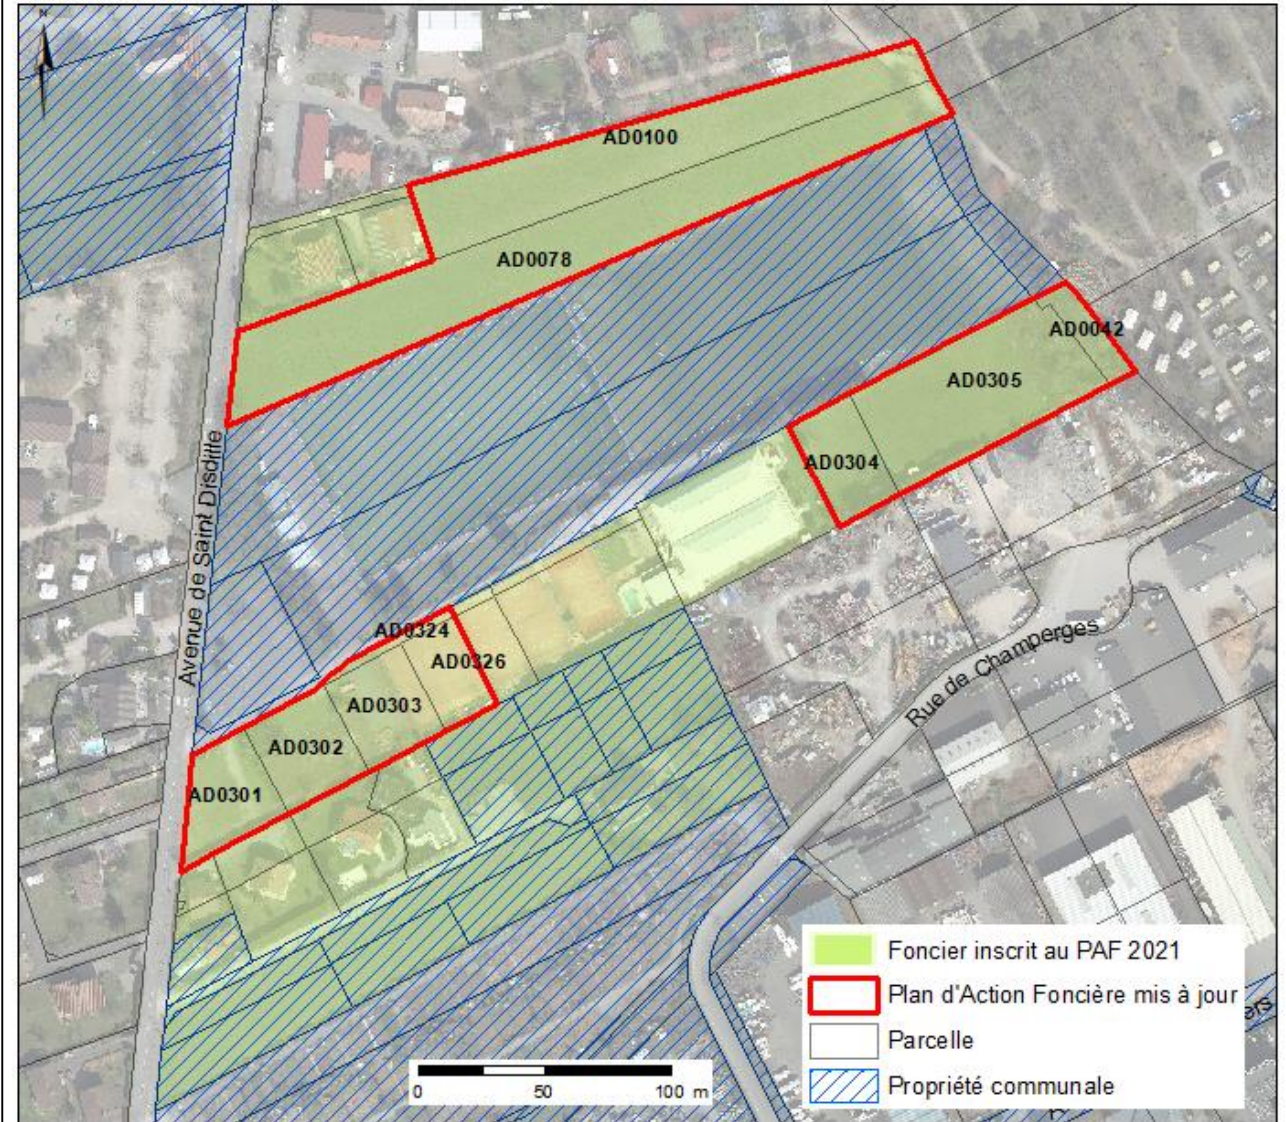 N
AD0100
AD0078
AD0042
AD0305
AD0304
Avenue de Saint Disdille
AD0324
AD0326
AD0303
AD0302
AD0301
Rue de Champerges
Foncier inscrit au PAF 2021
Plan d'Action Foncière mis à jour
Parcelle
Propriété communale
0 50 100 m